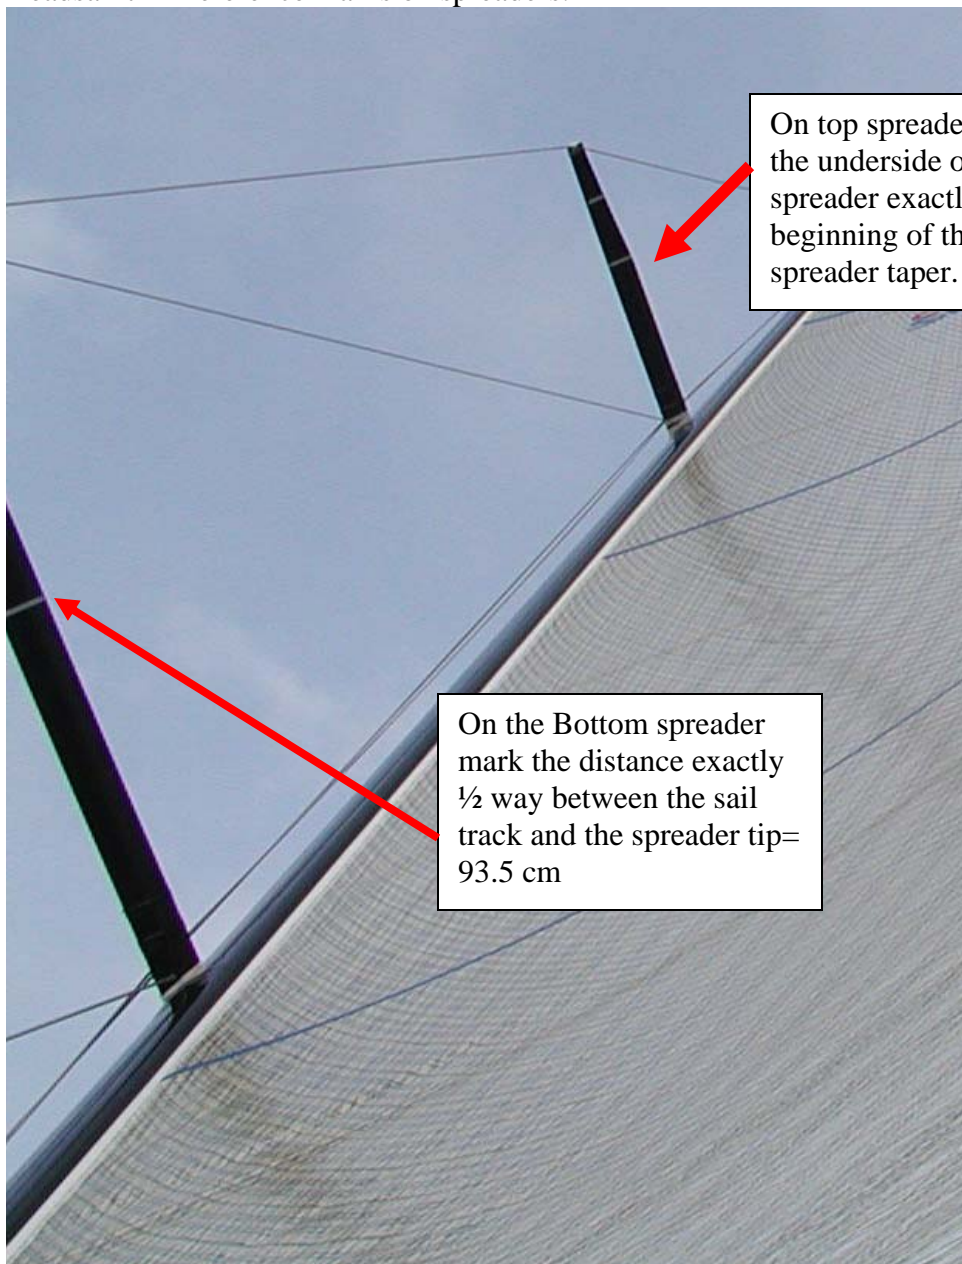 spreaders.
On top spreade
the underside o
spreader exactl
beginning of th
spreader taper.
On the Bottom spreader
mark the distance exactly
½ way between the sail
track and the spreader tip=
93.5 cm